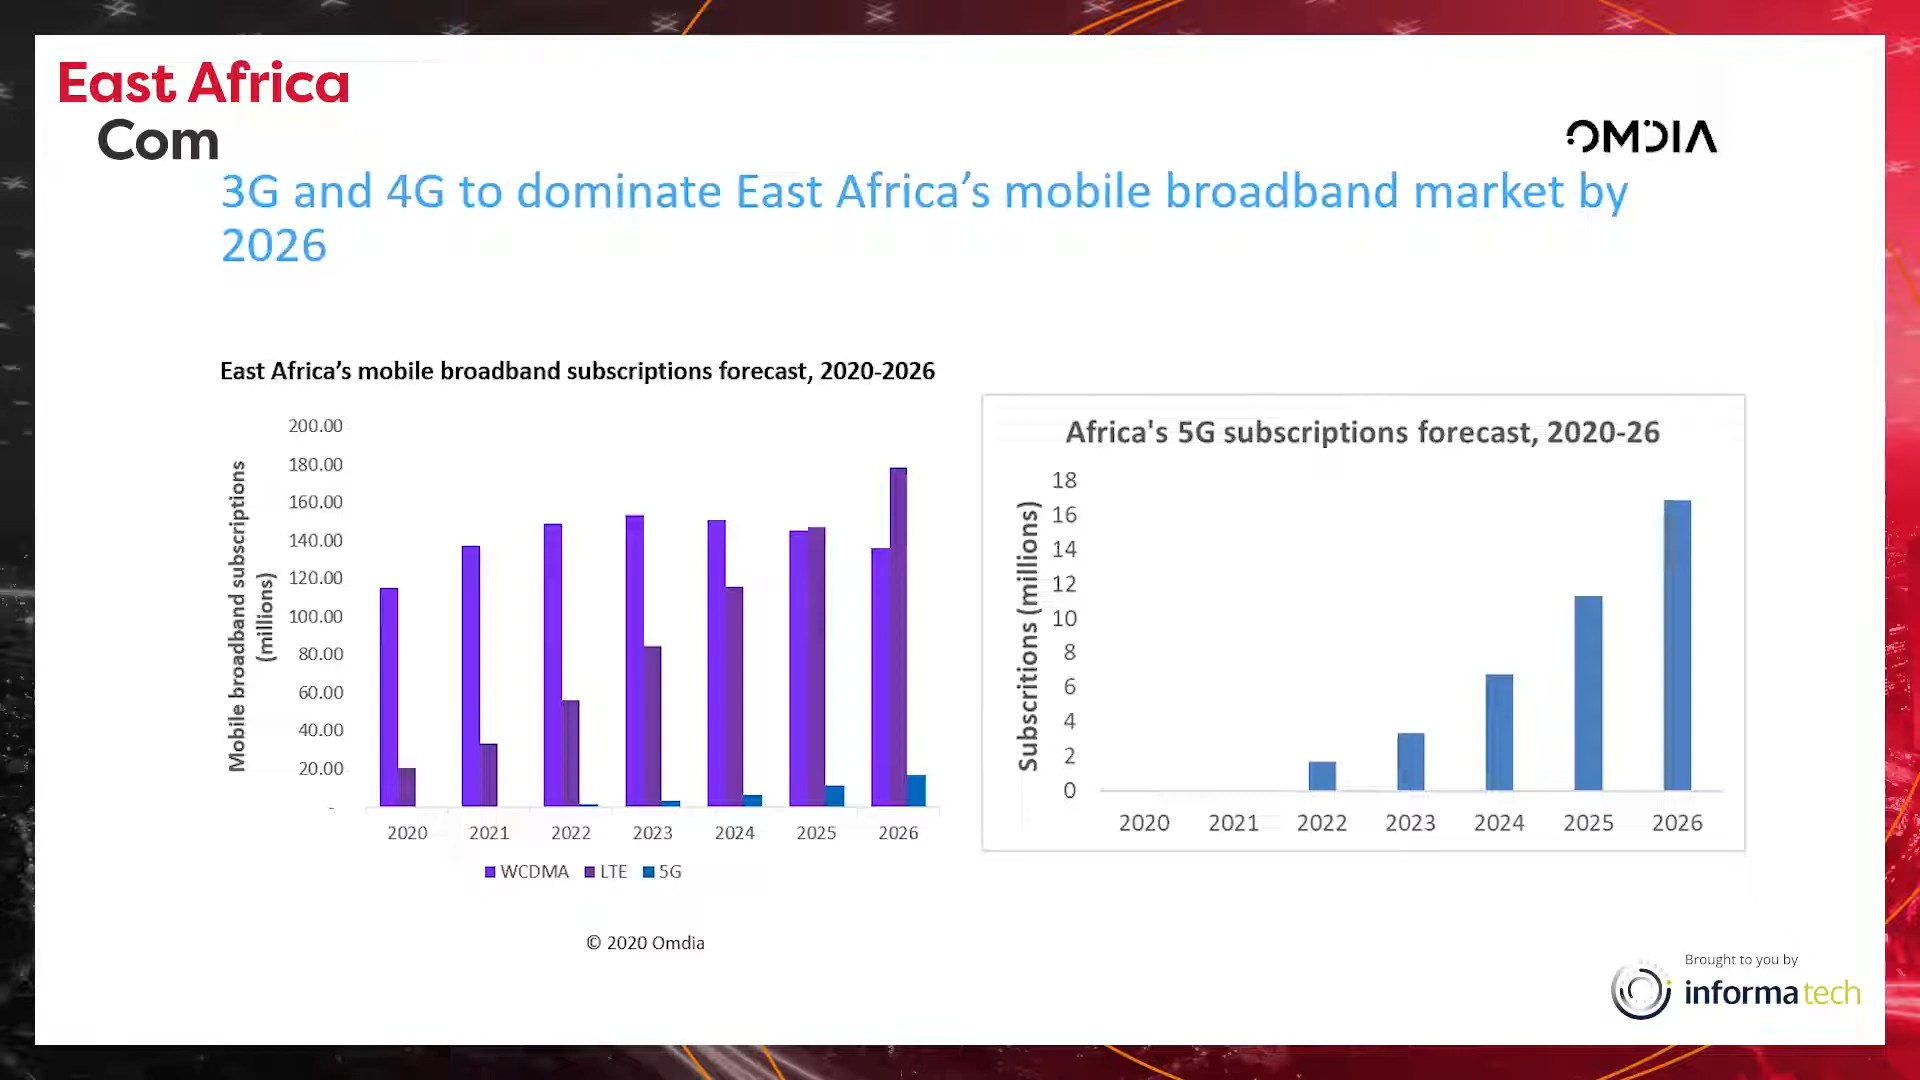 East Africa
Com
OMDIA
3G and 4G to dominate East Africa's mobile broadband market by
2026
East Africa's mobile broadband subscriptions forecast, 2020-2026
Mobile broadband subscriptions
(millions)
200.00
180.00
160.00
140.00
120.00
100.00
80.00
60.00
40.00
20.00
-
2020 2021 2022 2023 2024 2025 2026
WCDMA LTE 5G
Africa's 5G subscriptions forecast, 2020-26
Subscritions (millions)
18
16
14
12
10
8
6
4
2
0
2020 2021 2022 2023 2024 2025 2026
© 2020 Omdia
Brought to you by
informa tech